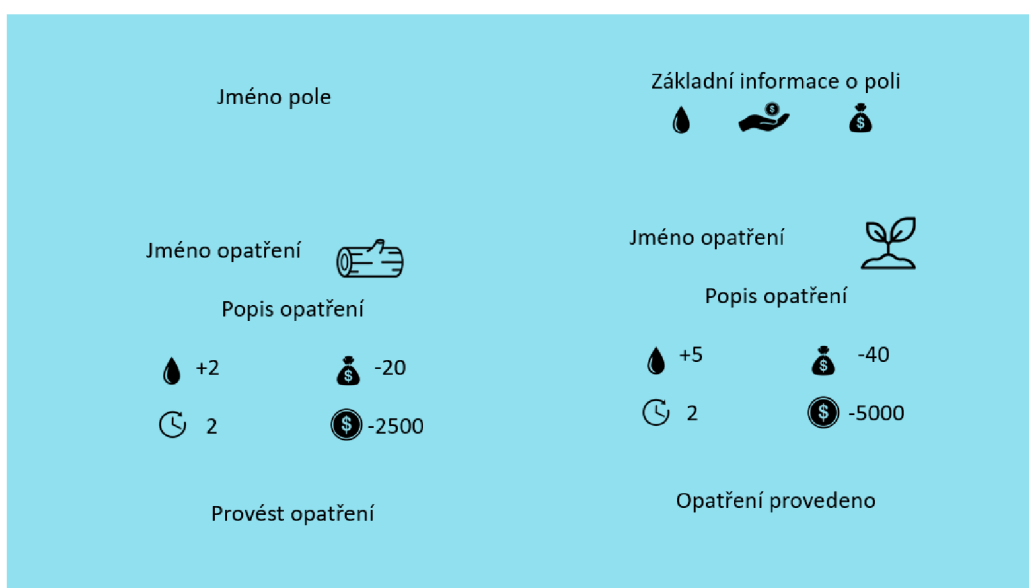 Jméno pole
Základní informace o poli
Jméno opatření
Popis opatření
+2
-20
2
-2500
Provést opatření
Jméno opatření
Popis opatření
+5
-40
2
-5000
Opatření provedeno